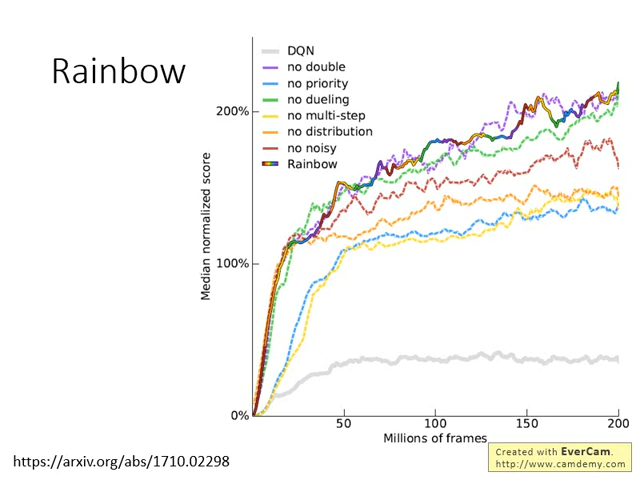 Rainbow
DQN
no double
no priority
no dueling
no multi-step
no distribution
no noisy
Rainbow
200%
100%
0%
Median normalized score
50
100
150
200
Millions of frames
https://arxiv.org/abs/1710.02298
Created with EverCam.
http://www.camdemy.com